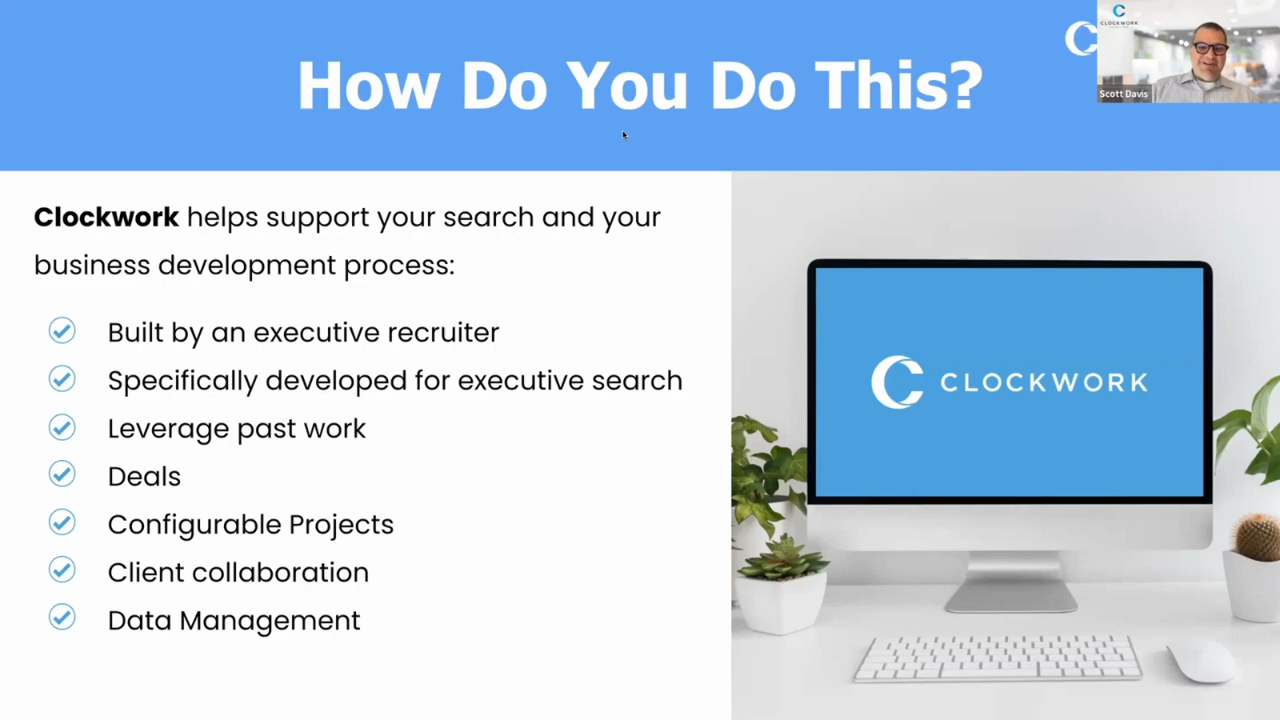 How Do You Do This?
CLOCKWORK
Scott Davis
Clockwork helps support your search and your
business development process:
Built by an executive recruiter
Specifically developed for executive search
Leverage past work
Deals
Configurable Projects
Client collaboration
Data Management
CLOCKWORK